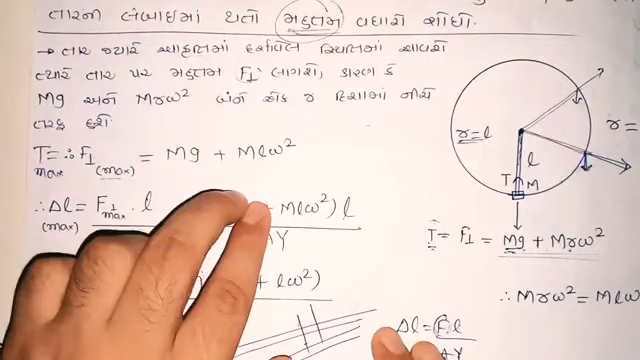 તારની લંબાઇમાં થતો મહત્તમ વધારો શોધો.
→ તાર જ્યારે આકૃતિમાં દર્શાવેલ સ્થિતિમાં આવશે
ત્યારે તાર પર મહત્તમ F⊥ લાગશે, કારણ કે
Mg અને Mrω² બંને એક જ દિશામાં નીચે
તરફ હશે
T max = ∴ F⊥ (max) = Mg + Mlω²
∴ Δl (max) = F⊥ max . l
Mlω²) l
AY
+ lω²)
r = l
l
T
M
r =
T = F⊥ = Mg + Mrω²
∴ Mrω² = Mlω
Δl = F l
AY